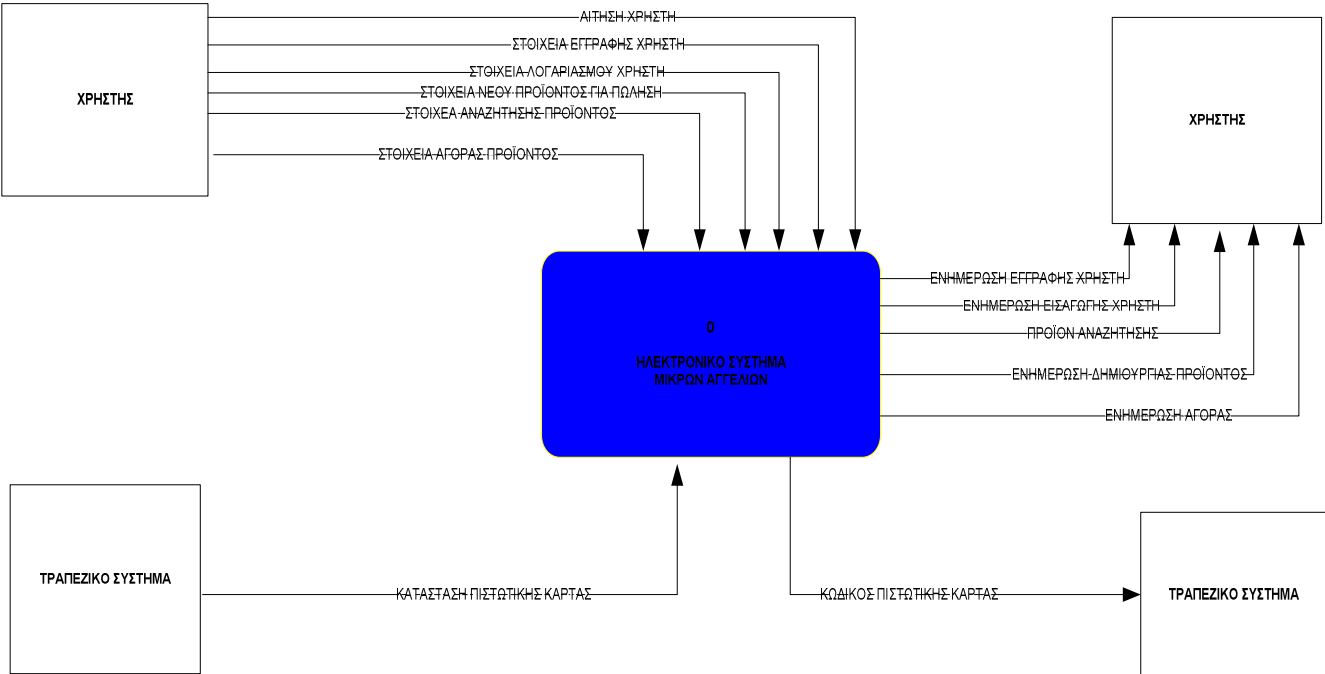 ΑΙΤΗΣΗ ΧΡΗΣΤΗ
ΣΤΟΙΧΕΙΑ ΕΓΓΡΑΦΗΣ ΧΡΗΣΤΗ
ΣΤΟΙΧΕΙΑ ΛΟΓΑΡΙΑΣΜΟΥ ΧΡΗΣΤΗ
ΣΤΟΙΧΕΙΑ ΝΕΟΥ ΠΡΟΪΟΝΤΟΣ ΓΙΑ ΠΩΛΗΣΗ
ΣΤΟΙΧΕΑ ΑΝΑΖΗΤΗΣΗΣ ΠΡΟΪΟΝΤΟΣ
ΣΤΟΙΧΕΙΑ ΑΓΟΡΑΣ ΠΡΟΪΟΝΤΟΣ
ΧΡΗΣΤΗΣ
ΧΡΗΣΤΗΣ
0
ΗΛΕΚΤΡΟΝΙΚΟ ΣΥΣΤΗΜΑ
ΜΙΚΡΩΝ ΑΓΓΕΛΙΩΝ
ΕΝΗΜΕΡΩΣΗ ΕΓΓΡΑΦΗΣ ΧΡΗΣΤΗ
ΕΝΗΜΕΡΩΣΗ ΕΙΣΑΓΩΓΗΣ ΧΡΗΣΤΗ
ΠΡΟΪΟΝ ΑΝΑΖΗΤΗΣΗΣ
ΕΝΗΜΕΡΩΣΗ ΔΗΜΙΟΥΡΓΙΑΣ ΠΡΟΪΟΝΤΟΣ
ΕΝΗΜΕΡΩΣΗ ΑΓΟΡΑΣ
ΤΡΑΠΕΖΙΚΟ ΣΥΣΤΗΜΑ
ΚΑΤΑΣΤΑΣΗ ΠΙΣΤΩΤΙΚΗΣ ΚΑΡΤΑΣ
ΚΩΔΙΚΟΣ ΠΙΣΤΩΤΙΚΗΣ ΚΑΡΤΑΣ
ΤΡΑΠΕΖΙΚΟ ΣΥΣΤΗΜΑ